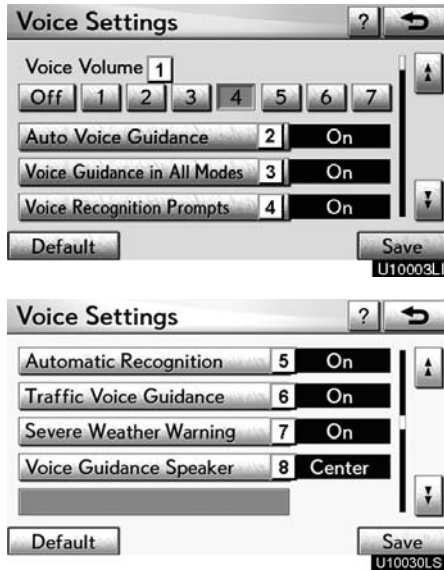 Voice Settings ?
Voice Volume 1
Off 1 2 3 4 5 6 7
Auto Voice Guidance 2 On
Voice Guidance in All Modes 3 On
Voice Recognition Prompts 4 On
Default Save
U10003LI
Voice Settings ?
Automatic Recognition 5 On
Traffic Voice Guidance 6 On
Severe Weather Warning 7 On
Voice Guidance Speaker 8 Center
Default Save
U10030LS